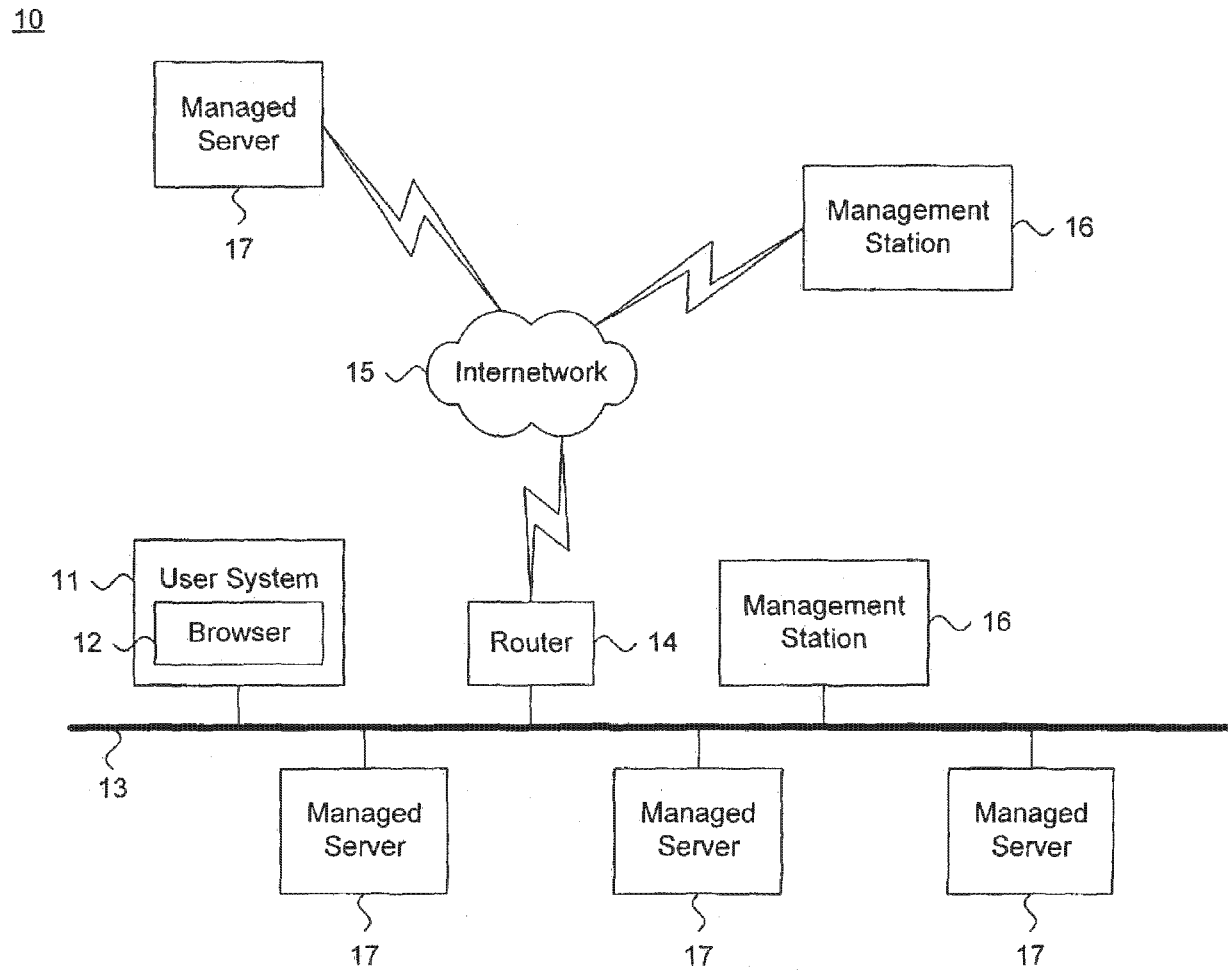 10
Managed
Server
17
Management
Station
16
15
Internetwork
11
User System
12
Browser
Router
14
Management
Station
16
13
Managed
Server
17
Managed
Server
17
Managed
Server
17